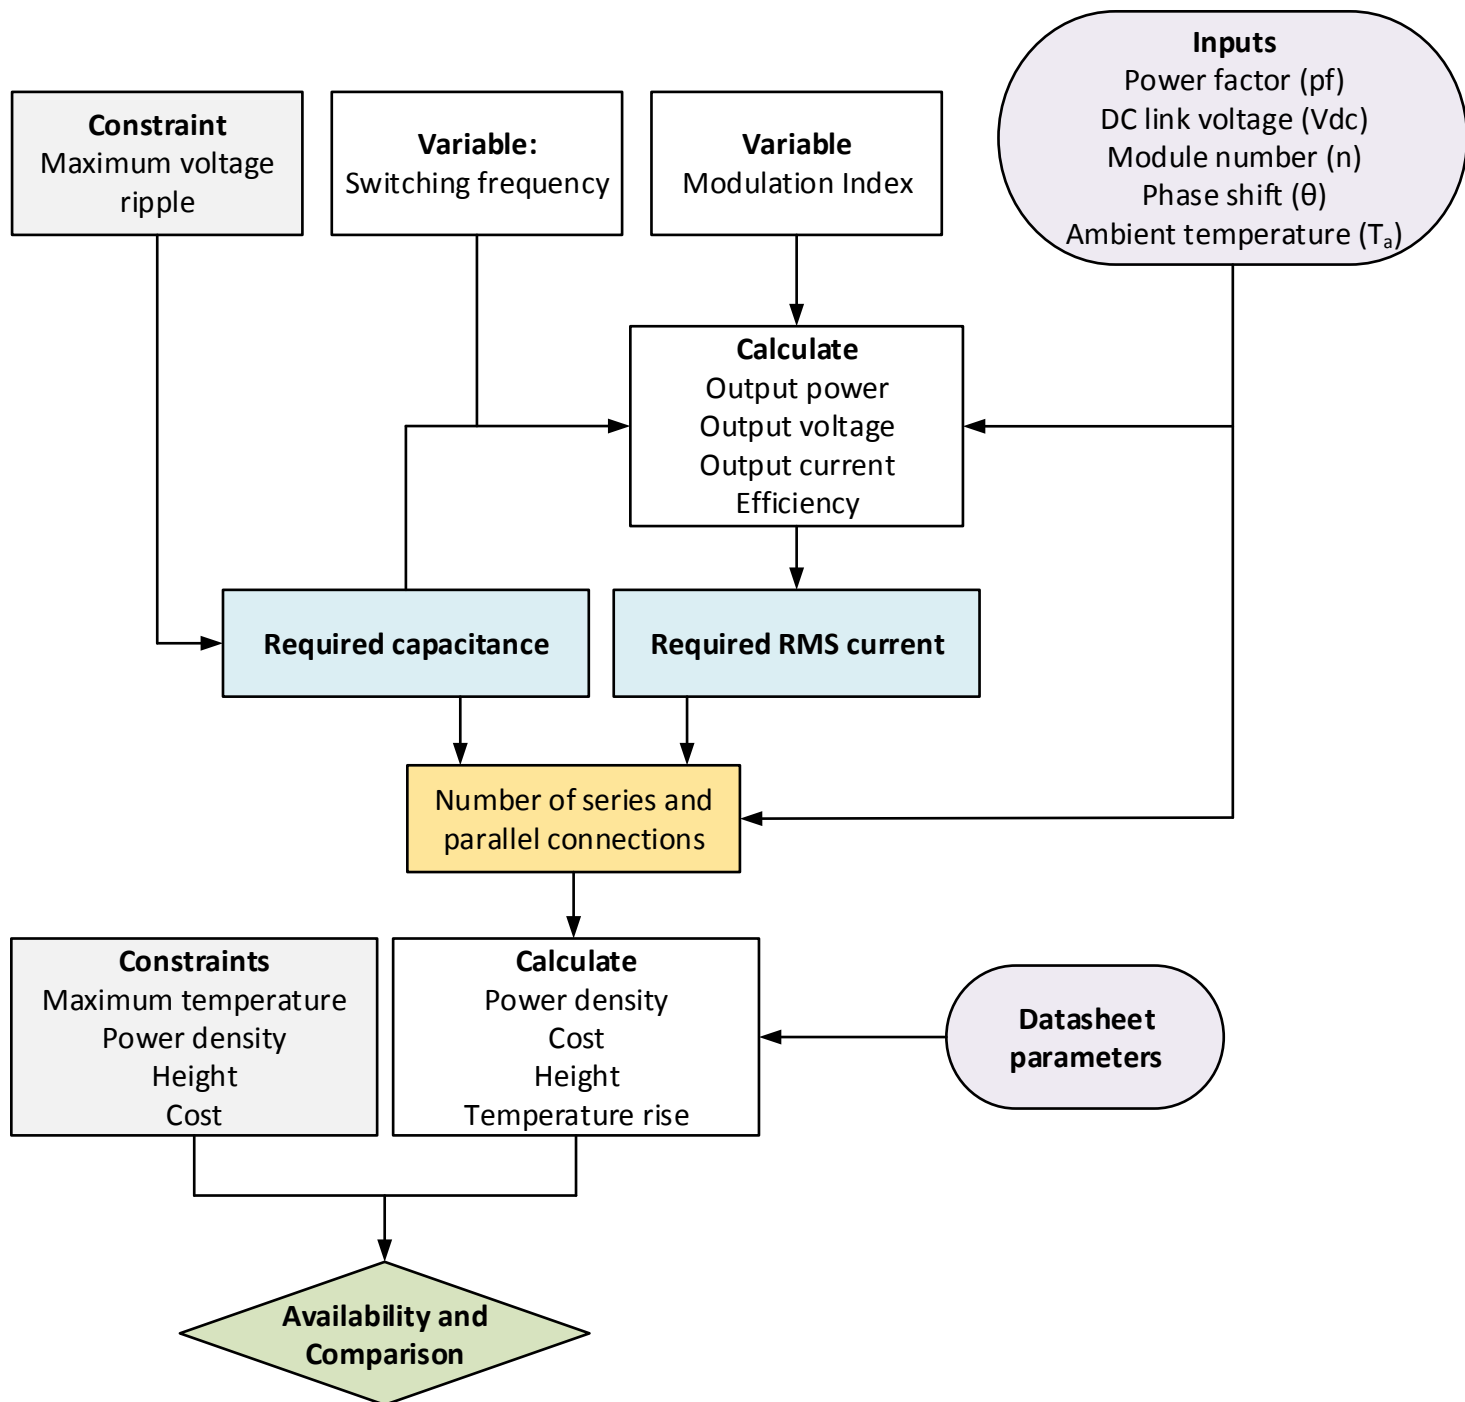 Inputs
Power factor (pf)
DC link voltage (Vdc)
Module number (n)
Phase shift (θ)
Ambient temperature (Tₐ)
Constraint
Maximum voltage
ripple
Variable:
Switching frequency
Variable
Modulation Index
Calculate
Output power
Output voltage
Output current
Efficiency
Required capacitance
Required RMS current
Number of series and
parallel connections
Constraints
Maximum temperature
Power density
Height
Cost
Calculate
Power density
Cost
Height
Temperature rise
Datasheet
parameters
Availability and
Comparison